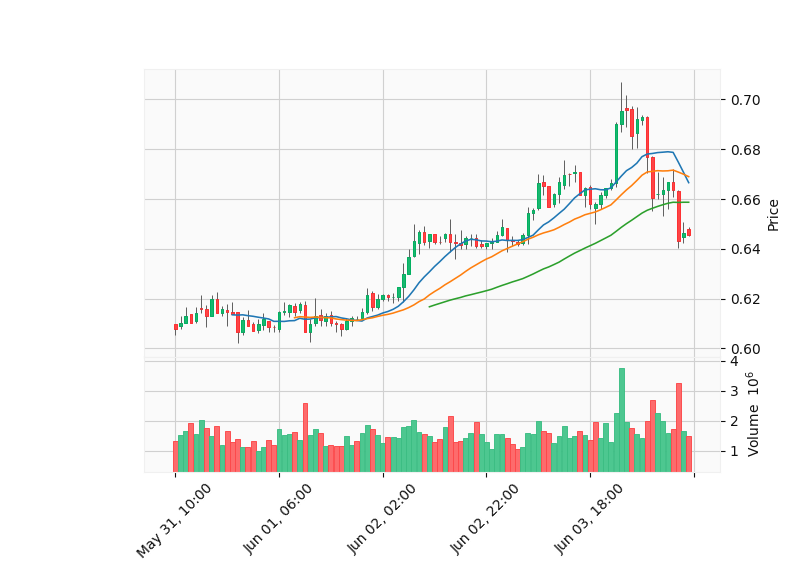 0.70
0.68
0.66
0.64
0.62
0.60
Price
4
3
2
1
Volume 10^6
May 31, 10:00
Jun 01, 06:00
Jun 02, 02:00
Jun 02, 22:00
Jun 03, 18:00